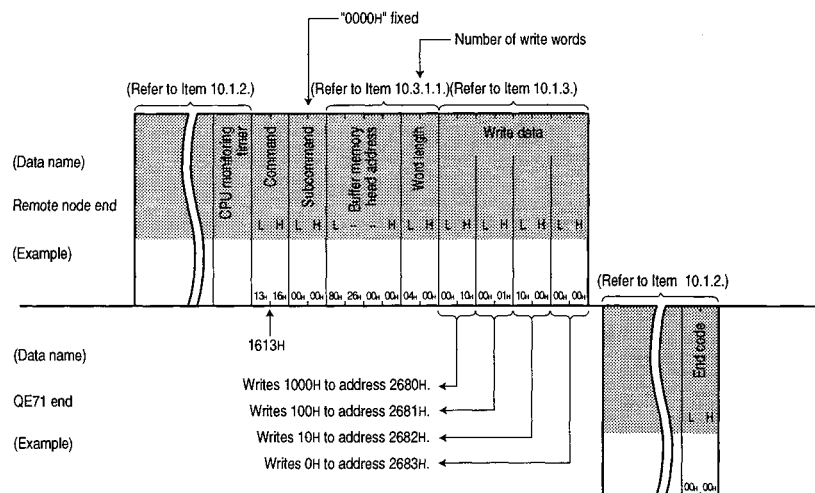 "0000H" fixed
Number of write words
(Refer to Item 10.1.2.) (Refer to Item 10.3.1.1.) (Refer to Item 10.1.3.)
CPU monitoring timer
Command
Subcommand
Buffer memory head address
Word length
Write data
(Data name)
Remote node end
L H L H L - - H L H L H L H L H L H
(Example)
13H 16H 00H 00H 80H 26H 00H 00H 04H 00H 00H 10H 00H 01H 10H 00H 00H 00H
(Refer to Item 10.1.2.)
1613H
(Data name)
End code
Writes 1000H to address 2680H.
QE71 end
Writes 100H to address 2681H.
L H
Writes 10H to address 2682H.
(Example)
Writes 0H to address 2683H.
00H 00H